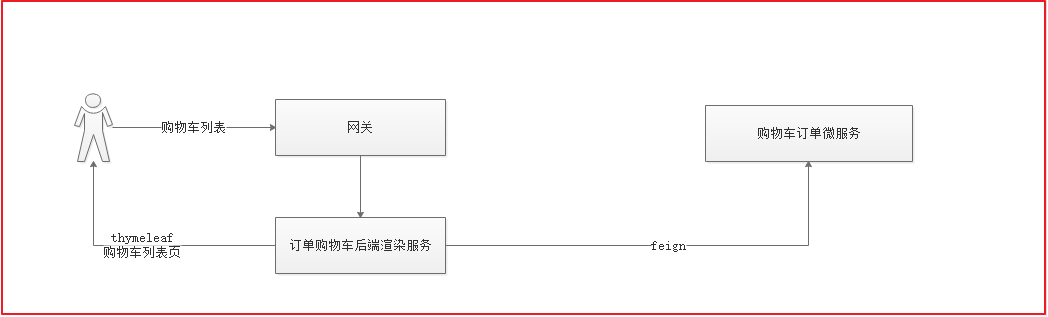 购物车列表
网关
购物车订单微服务
thymeleaf
购物车列表页
订单购物车后端渲染服务
feign